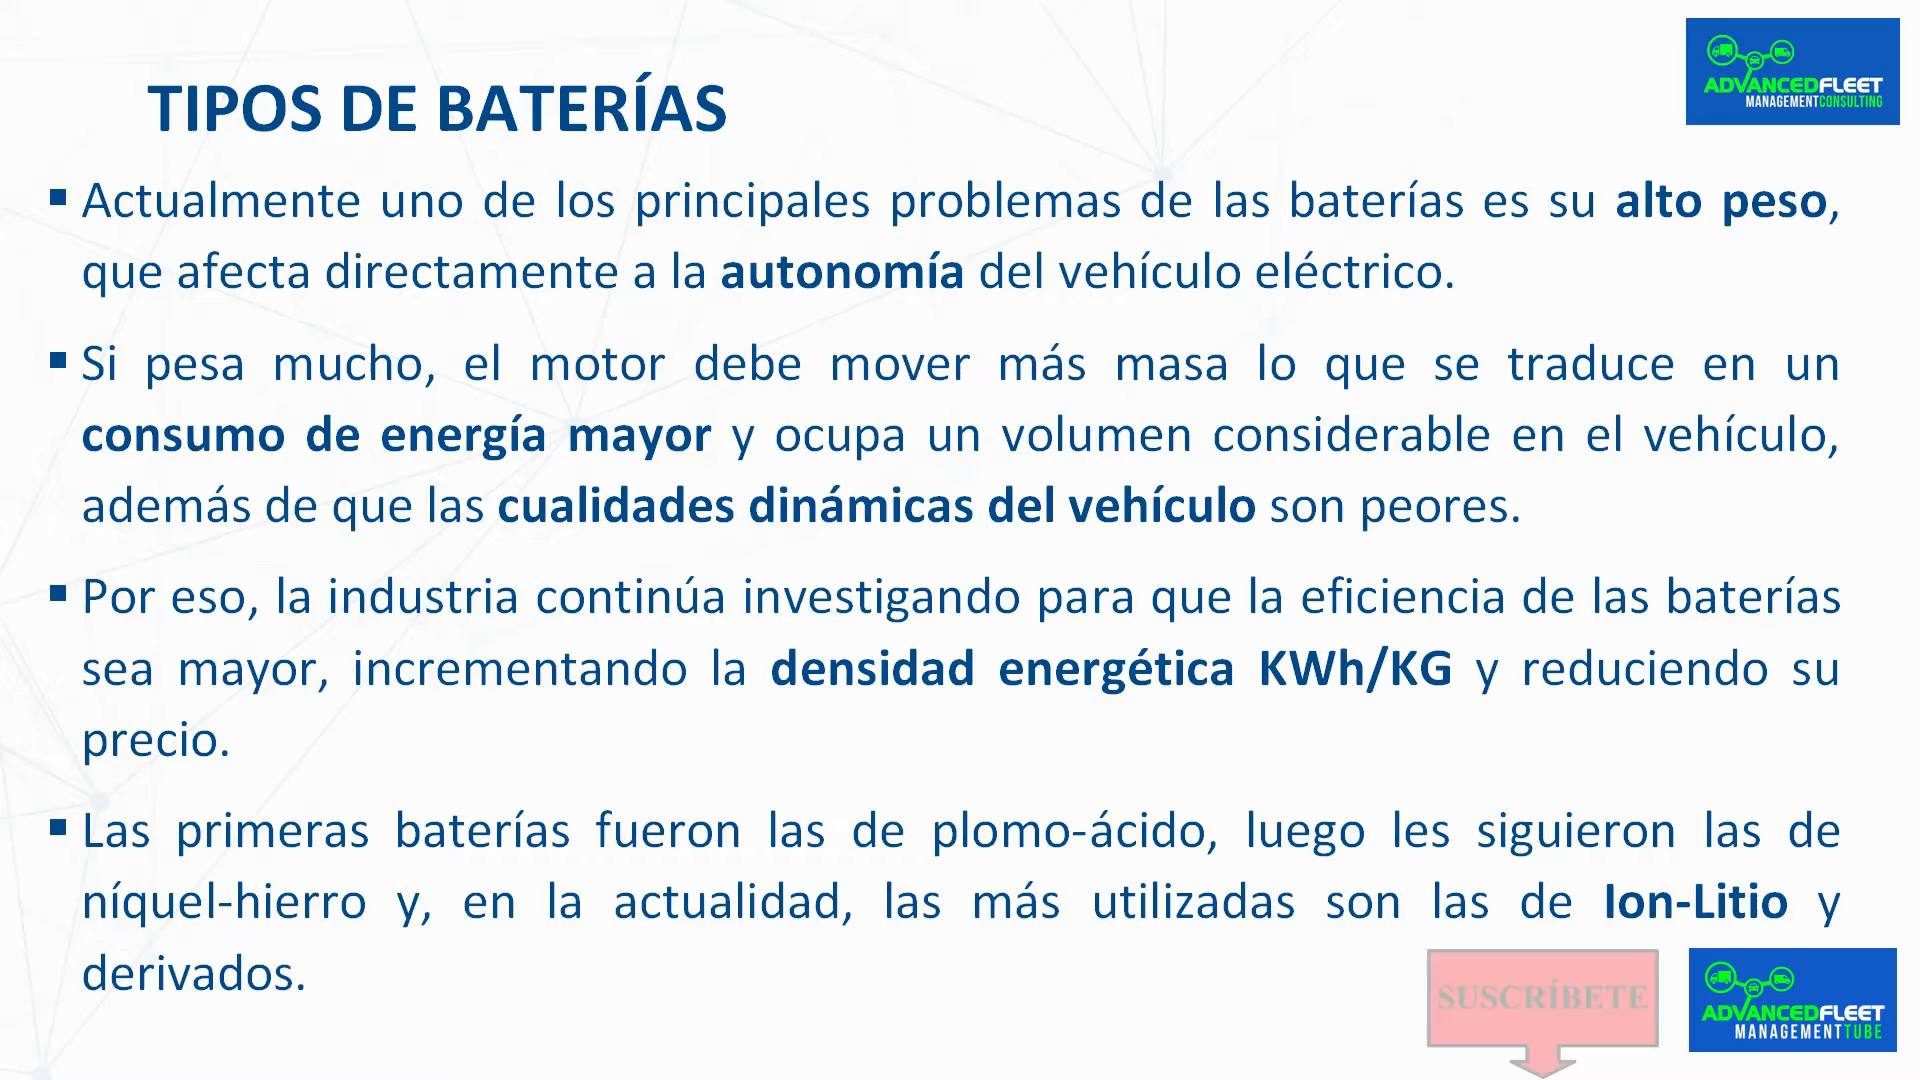 ADVANCEDFLEET
MANAGEMENTCONSULTING
TIPOS DE BATERÍAS
▪ Actualmente uno de los principales problemas de las baterías es su alto peso,
que afecta directamente a la autonomía del vehículo eléctrico.
▪ Si pesa mucho, el motor debe mover más masa lo que se traduce en un
consumo de energía mayor y ocupa un volumen considerable en el vehículo,
además de que las cualidades dinámicas del vehículo son peores.
▪ Por eso, la industria continúa investigando para que la eficiencia de las baterías
sea mayor, incrementando la densidad energética KWh/KG y reduciendo su
precio.
▪ Las primeras baterías fueron las de plomo-ácido, luego les siguieron las de
níquel-hierro y, en la actualidad, las más utilizadas son las de Ion-Litio y
derivados.
SUSCRÍBETE
ADVANCEDFLEET
MANAGEMENTTUBE